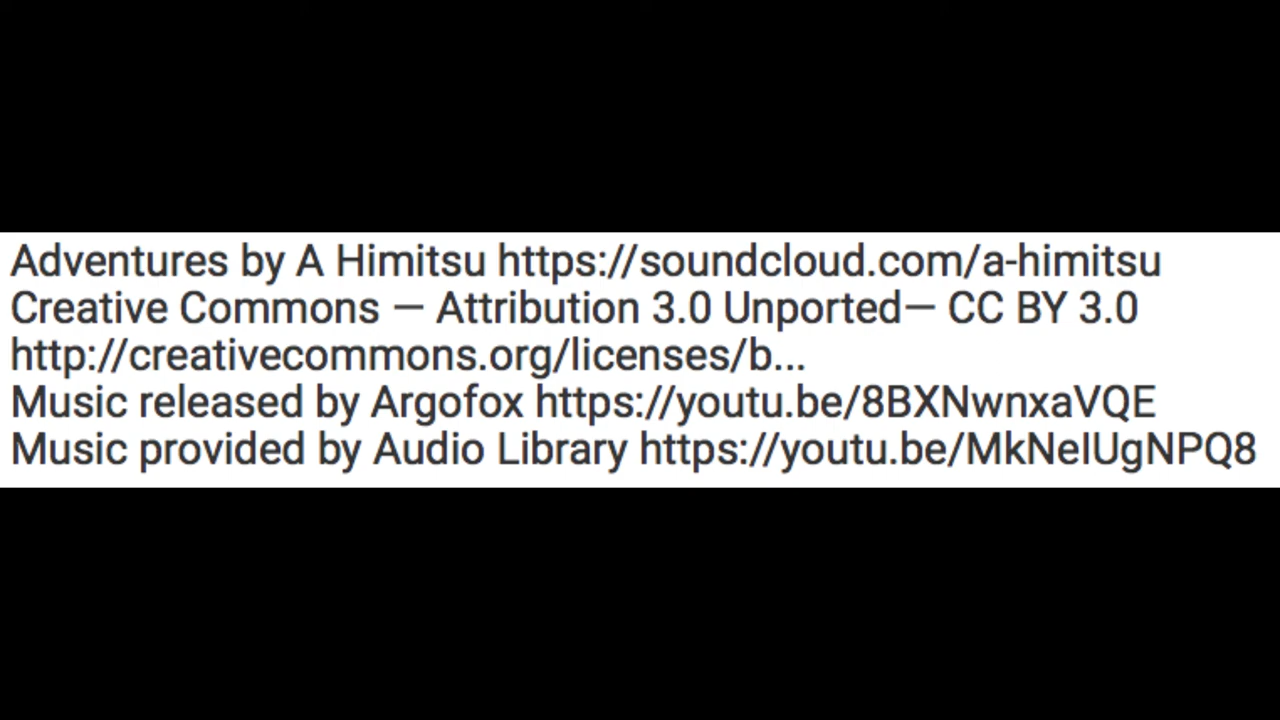 Adventures by A Himitsu https://soundcloud.com/a-himitsu
Creative Commons — Attribution 3.0 Unported— CC BY 3.0
http://creativecommons.org/licenses/b...
Music released by Argofox https://youtu.be/8BXNwnxaVQE
Music provided by Audio Library https://youtu.be/MkNeIUgNPQ8